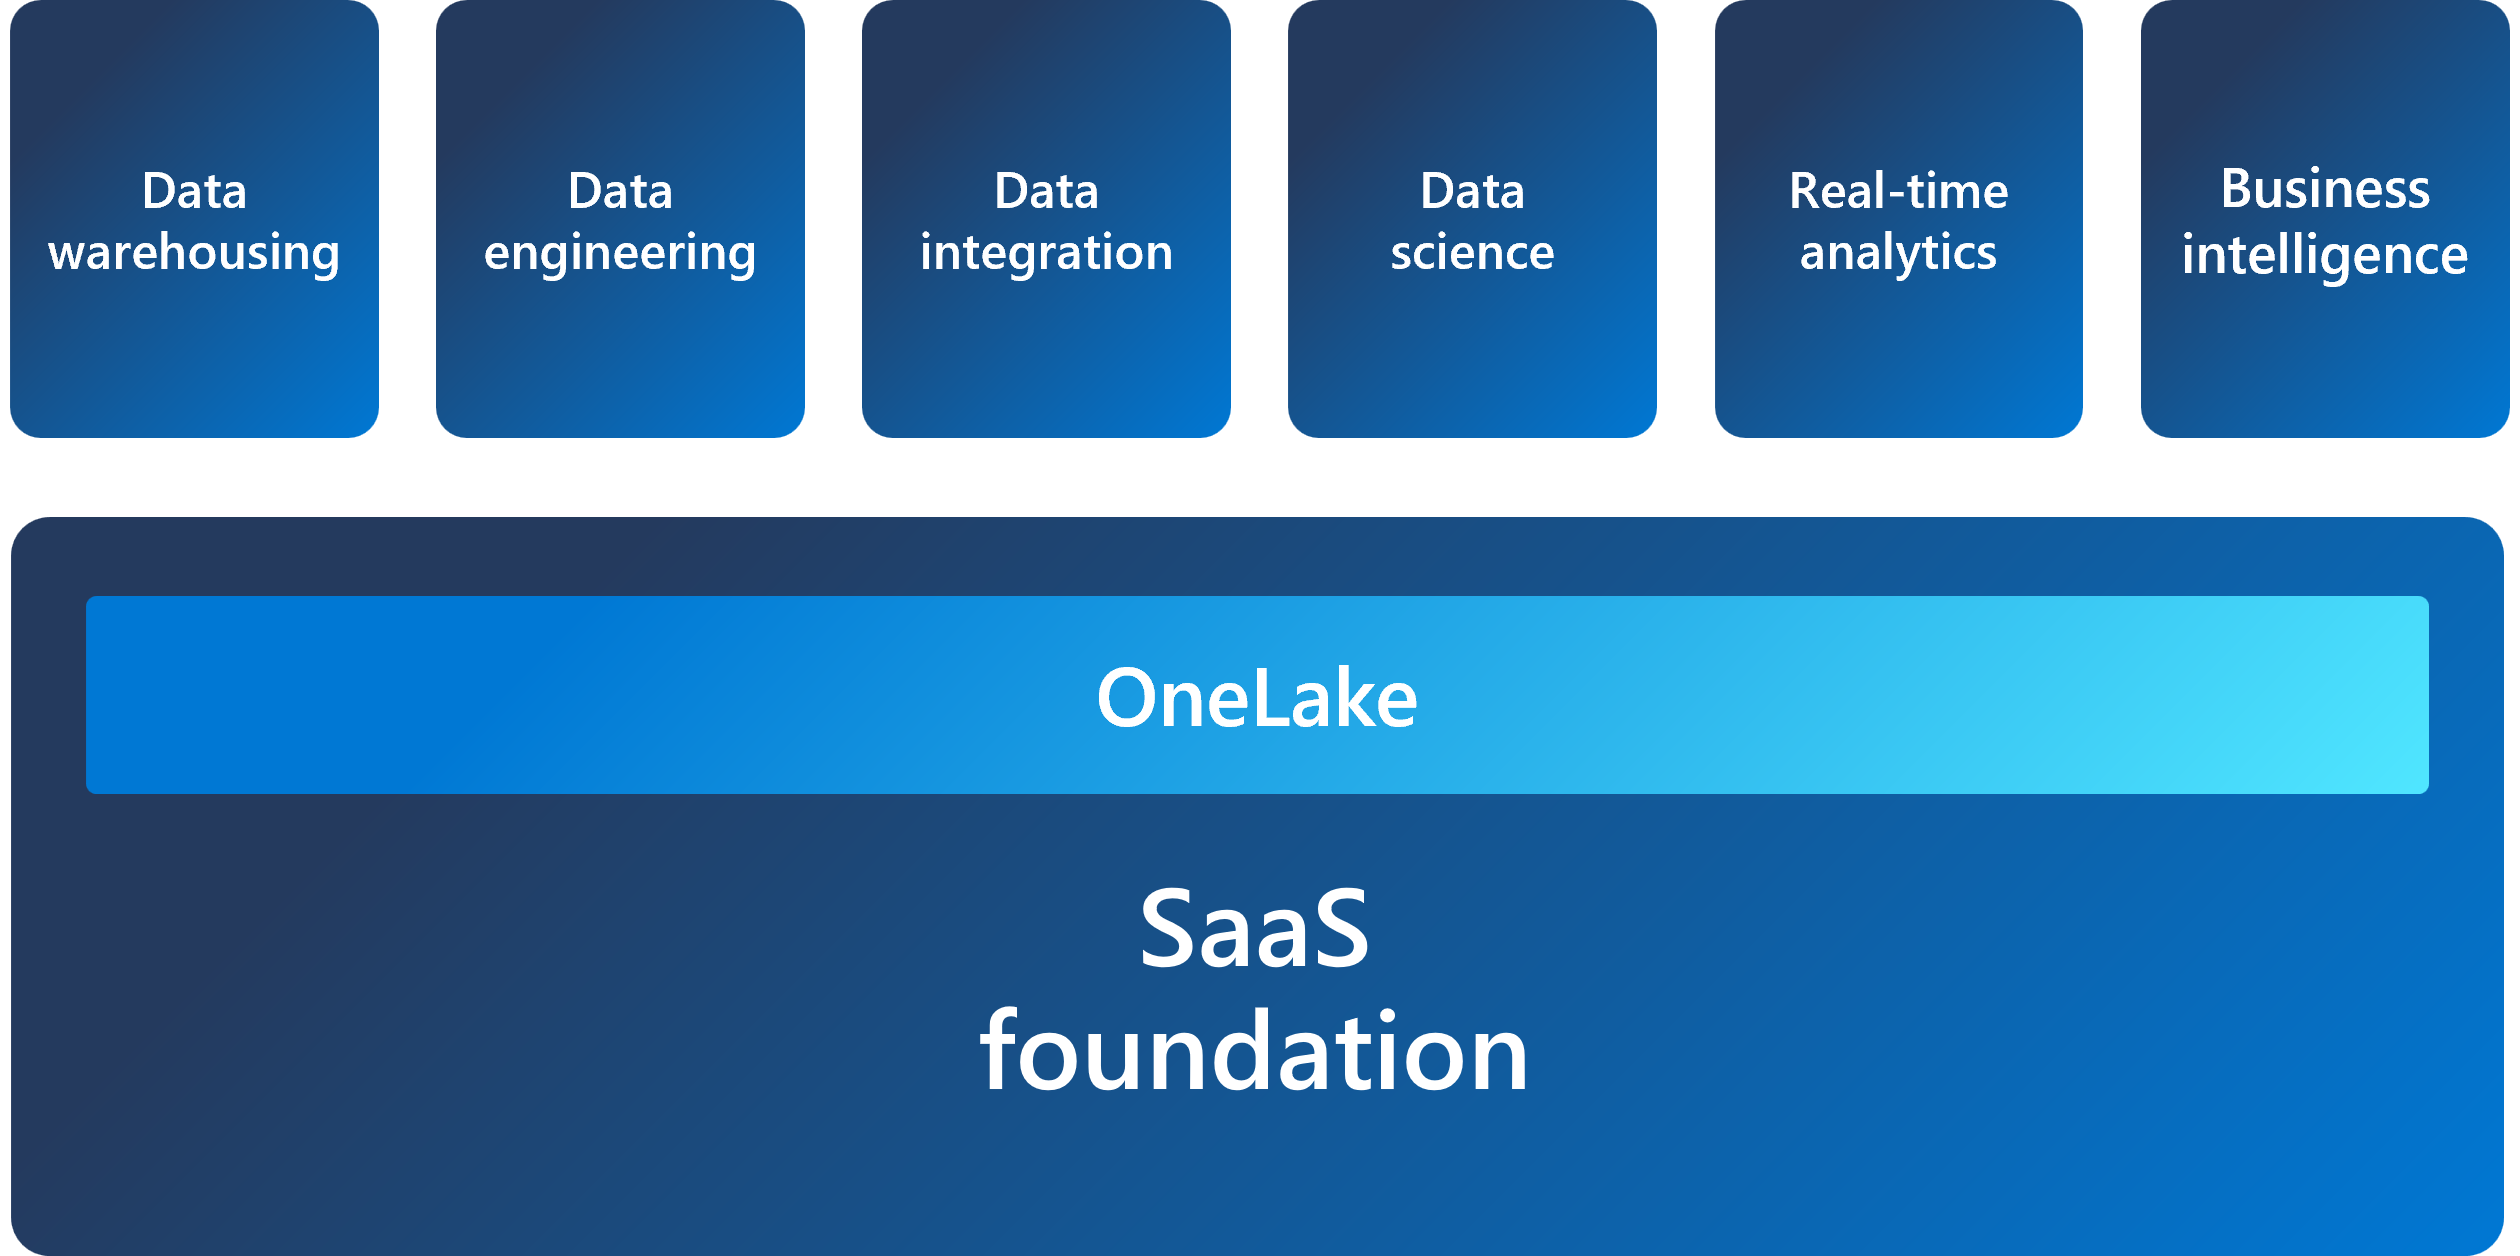 Data
warehousing
Data
engineering
Data
integration
Data
science
Real-time
analytics
Business
intelligence
OneLake
SaaS
foundation